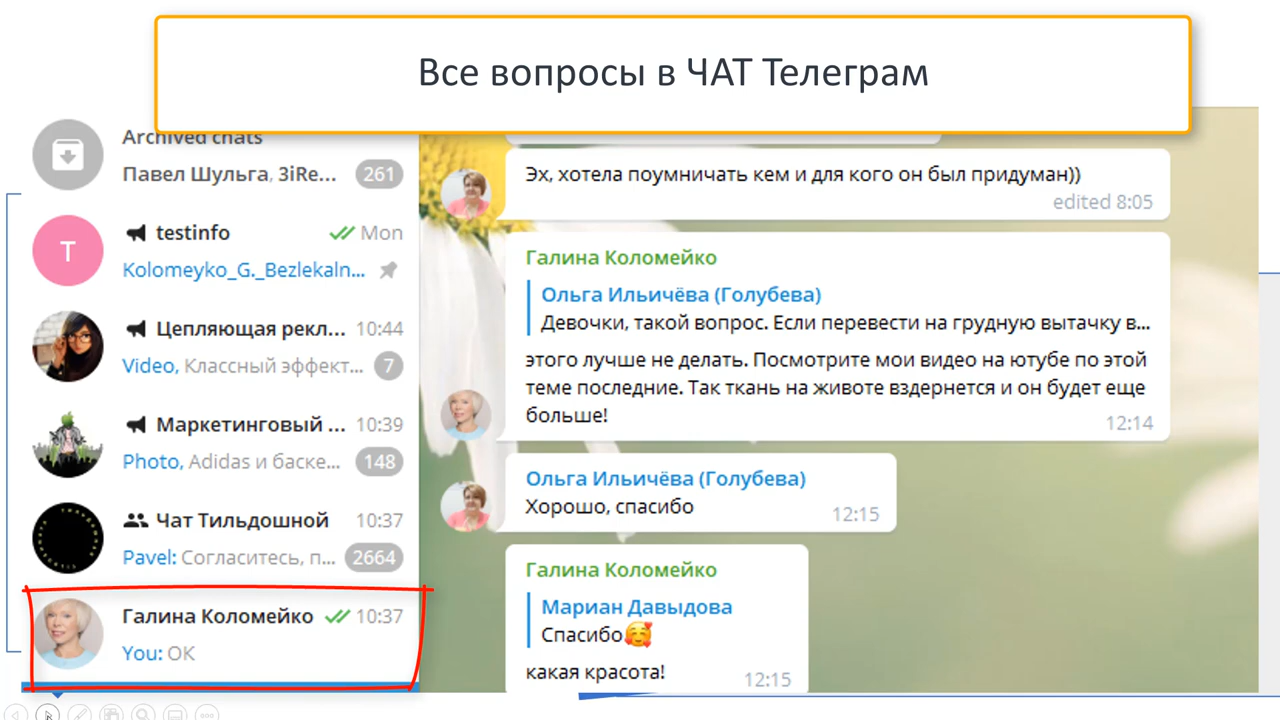 Все вопросы в ЧАТ Телеграм
Archived chats
Павел Шульга, 3iRe... 261
testinfo Mon
Kolomeyko_G._Bezlekaln...
Цепляющая рекл... 10:44
Video, Классный эффект... 7
Маркетинговый ... 10:39
Photo, Adidas и баске... 148
Чат Тильдошной 10:37
Pavel: Согласитесь, п... 2664
Галина Коломейко 10:37
You: OK
Эх, хотела поумничать кем и для кого он был придуман))
edited 8:05
Галина Коломейко
Ольга Ильичёва (Голубева)
Девочки, такой вопрос. Если перевести на грудную вытачку в...
этого лучше не делать. Посмотрите мои видео на ютубе по этой
теме последние. Так ткань на животе вздернется и он будет еще
больше!
12:14
Ольга Ильичёва (Голубева)
Хорошо, спасибо
12:15
Галина Коломейко
Мариан Давыдова
Спасибо🥰
какая красота!
12:15